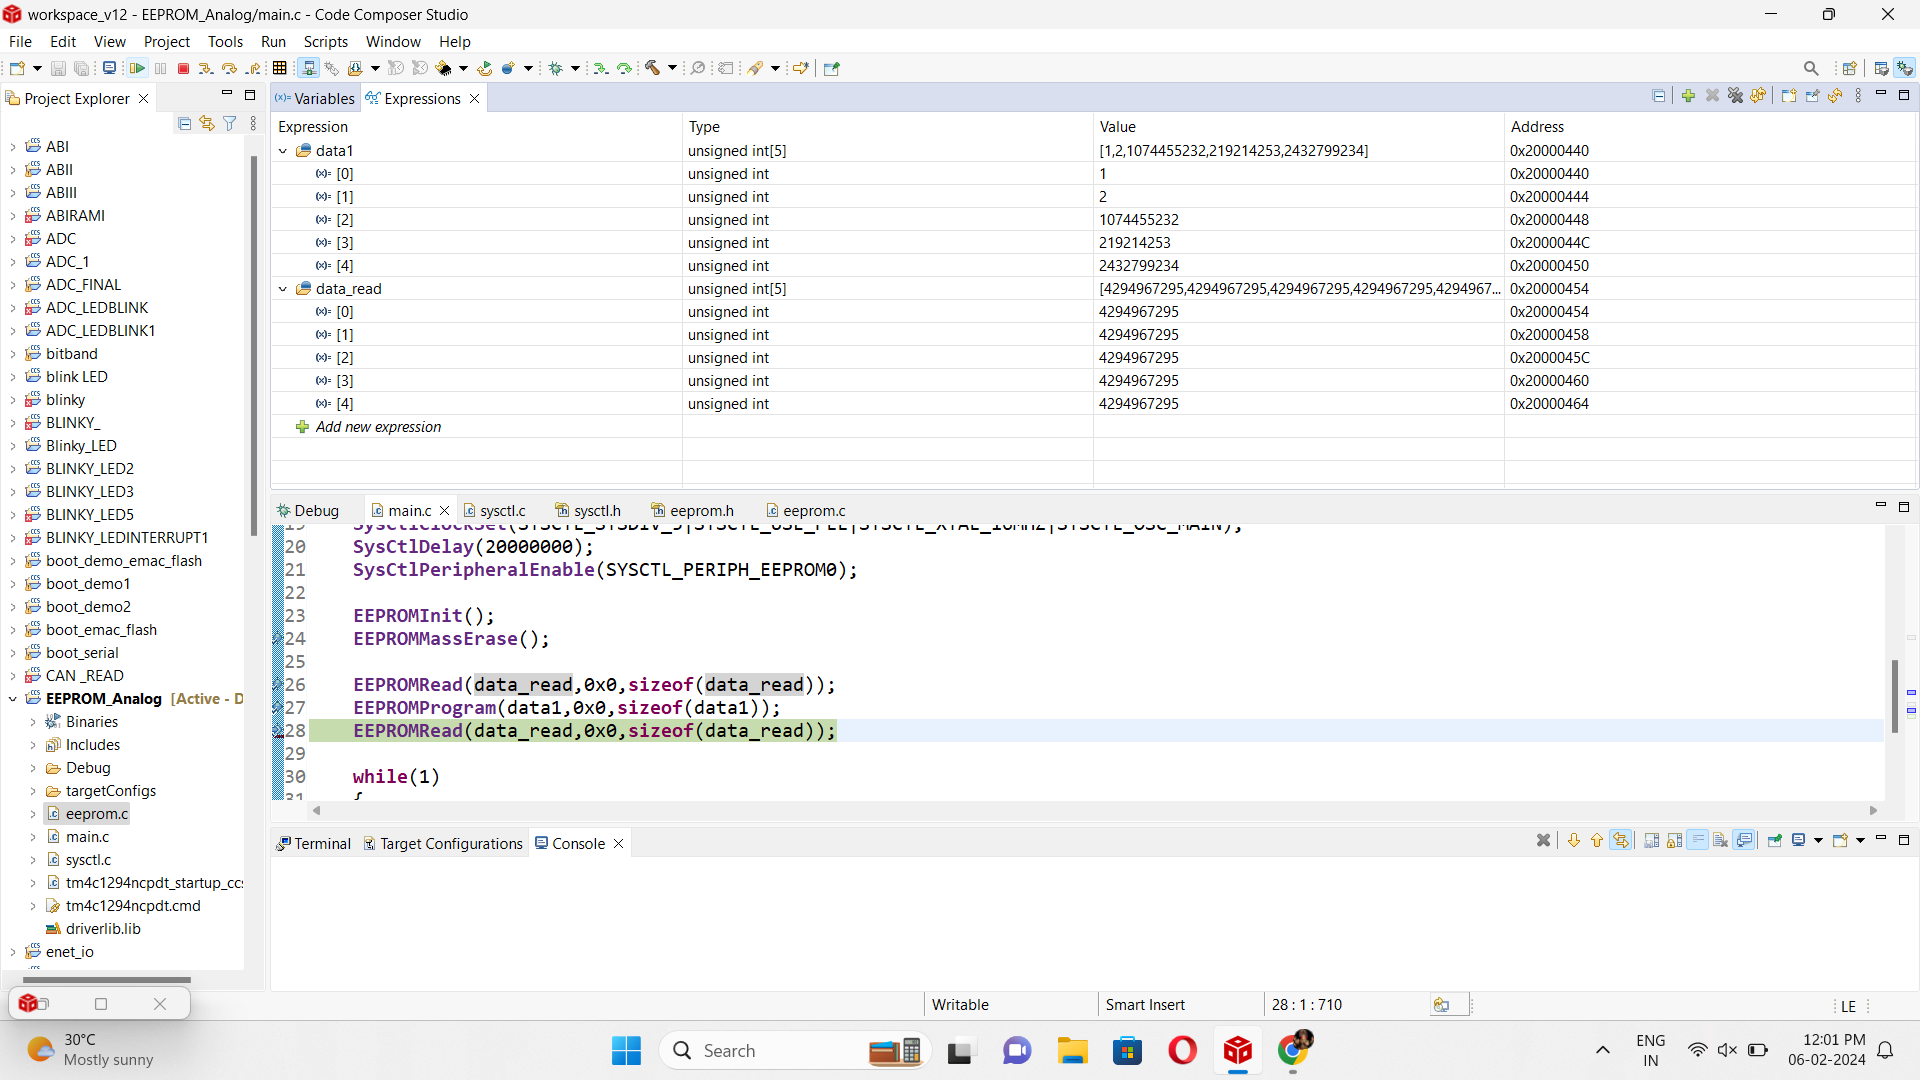 workspace_v12 - EEPROM_Analog/main.c - Code Composer Studio
File Edit View Project Tools Run Scripts Window Help
Project Explorer
ABI
ABII
ABIII
ABIRAMI
ADC
ADC_1
ADC_FINAL
ADC_LEDBLINK
ADC_LEDBLINK1
bitband
blink LED
blinky
BLINKY_
Blinky_LED
BLINKY_LED2
BLINKY_LED3
BLINKY_LED5
BLINKY_LEDINTERRUPT1
boot_demo_emac_flash
boot_demo1
boot_demo2
boot_emac_flash
boot_serial
CAN _READ
EEPROM_Analog [Active - D
Binaries
Includes
Debug
targetConfigs
eeprom.c
main.c
sysctl.c
tm4c1294ncpdt_startup_ccs
tm4c1294ncpdt.cmd
driverlib.lib
enet_io
(x)= Variables Expressions
Expression Type Value Address
data1 unsigned int[5] [1,2,1074455232,219214253,2432799234] 0x20000440
(x)= [0] unsigned int 1 0x20000440
(x)= [1] unsigned int 2 0x20000444
(x)= [2] unsigned int 1074455232 0x20000448
(x)= [3] unsigned int 219214253 0x2000044C
(x)= [4] unsigned int 2432799234 0x20000450
data_read unsigned int[5] [4294967295,4294967295,4294967295,4294967295,4294967... 0x20000454
(x)= [0] unsigned int 4294967295 0x20000454
(x)= [1] unsigned int 4294967295 0x20000458
(x)= [2] unsigned int 4294967295 0x2000045C
(x)= [3] unsigned int 4294967295 0x20000460
(x)= [4] unsigned int 4294967295 0x20000464
Add new expression
Debug main.c sysctl.c sysctl.h eeprom.h eeprom.c
19 SysCtlClockSet(SYSCTL_SYSDIV_5|SYSCTL_USE_PLL|SYSCTL_XTAL_16MHZ|SYSCTL_OSC_MAIN);
20 SysCtlDelay(20000000);
21 SysCtlPeripheralEnable(SYSCTL_PERIPH_EEPROM0);
22
23 EEPROMInit();
24 EEPROMMassErase();
25
26 EEPROMRead(data_read,0x0,sizeof(data_read));
27 EEPROMProgram(data1,0x0,sizeof(data1));
28 EEPROMRead(data_read,0x0,sizeof(data_read));
29
30 while(1)
31 {
Terminal Target Configurations Console
Writable Smart Insert 28 : 1 : 710 LE
30°C
Mostly sunny
Search
ENG
IN
12:01 PM
06-02-2024